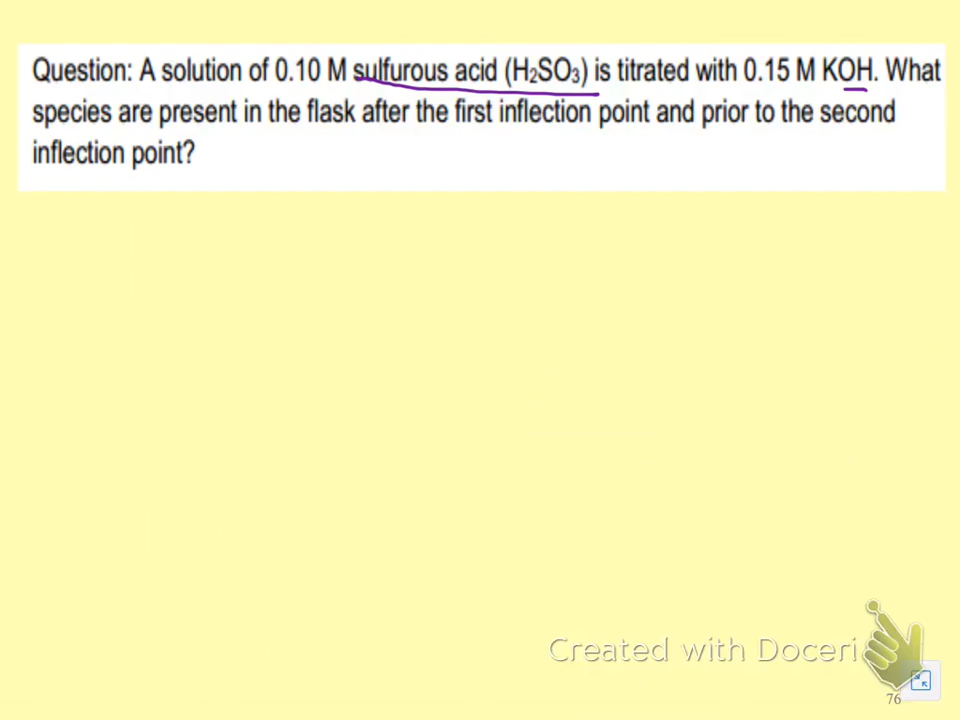 Question: A solution of 0.10 M sulfurous acid (H₂SO₃) is titrated with 0.15 M KOH. What
species are present in the flask after the first inflection point and prior to the second
inflection point?
Created with Doceri
76